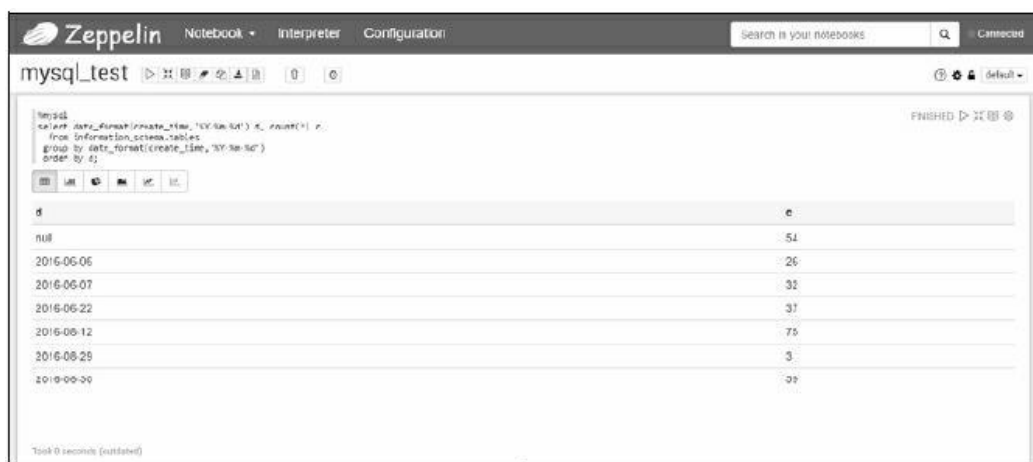 Zeppelin Notebook Interpreter Configuration Search in your notebooks Connected
mysql_test default
%mysql
select date_format(create_time,'%Y-%m-%d') d, count(*) c
from information_schema.tables
group by date_format(create_time,'%Y-%m-%d')
order by d;
FINISHED
d c
null
2016-06-06 26
2016-06-07 32
2016-06-22 37
2016-08-12 75
2016-08-29 3
Took 0 seconds (outdated)